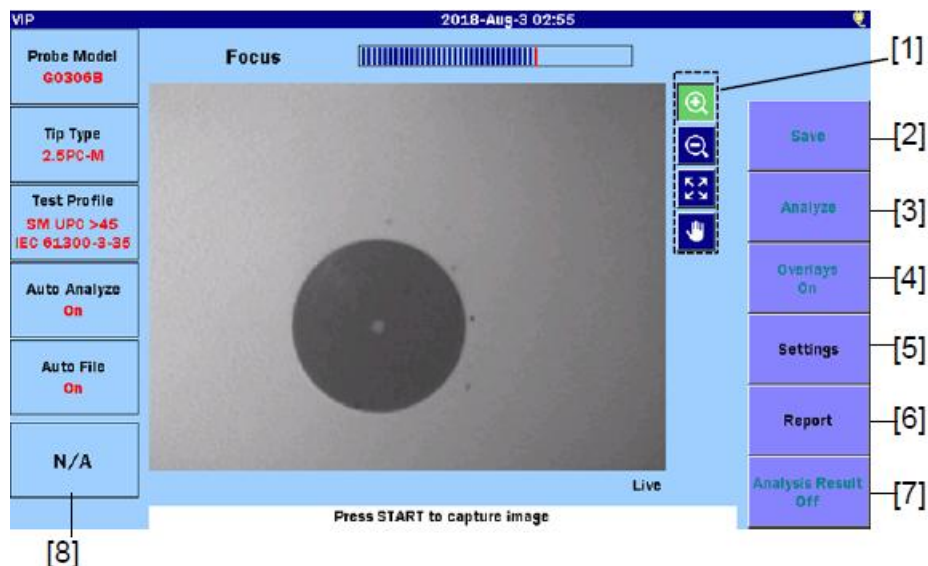 VIP
2018-Aug-3 02:55
Probe Model
G0306B
Tip Type
2.5PC-M
Test Profile
SM UPC >45
IEC 61300-3-35
Auto Analyze
On
Auto File
On
N/A
[8]
Focus
Live
Press START to capture image
[1]
Save
[2]
Analyze
[3]
Overlays
On
[4]
Settings
[5]
Report
[6]
Analysis Result
Off
[7]